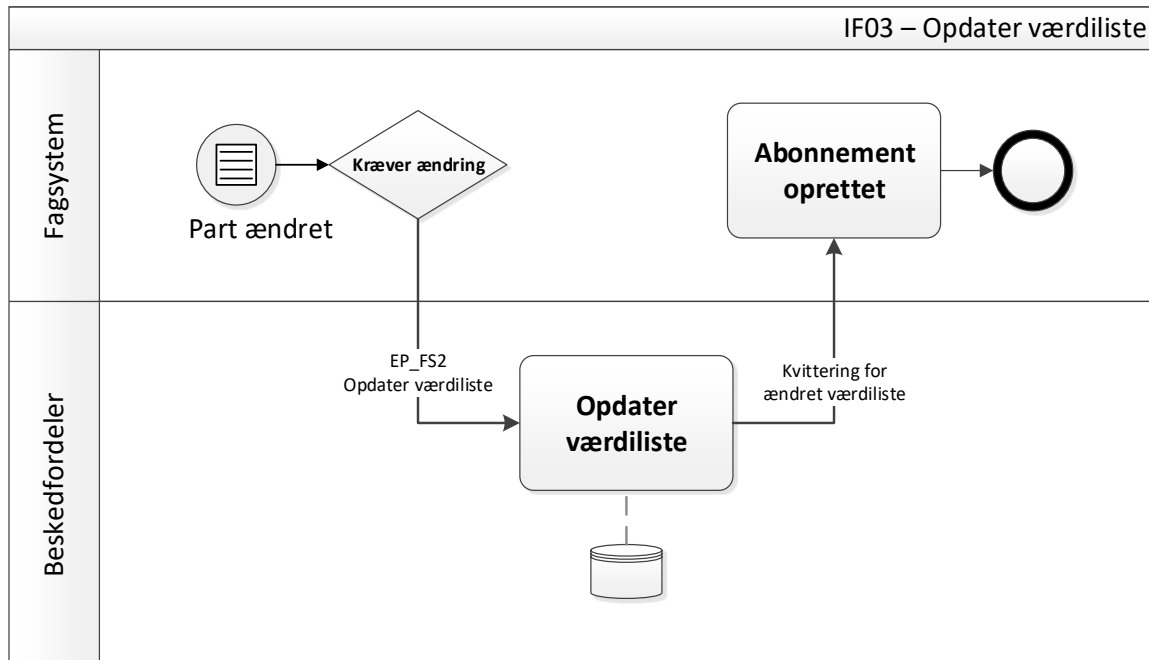 IF03 – Opdater værdiliste
Fagsystem
Kræver ændring
Part ændret
Abonnement
oprettet
Beskedfordeler
EP_FS2
Opdater værdiliste
Opdater
værdiliste
Kvittering for
ændret værdiliste